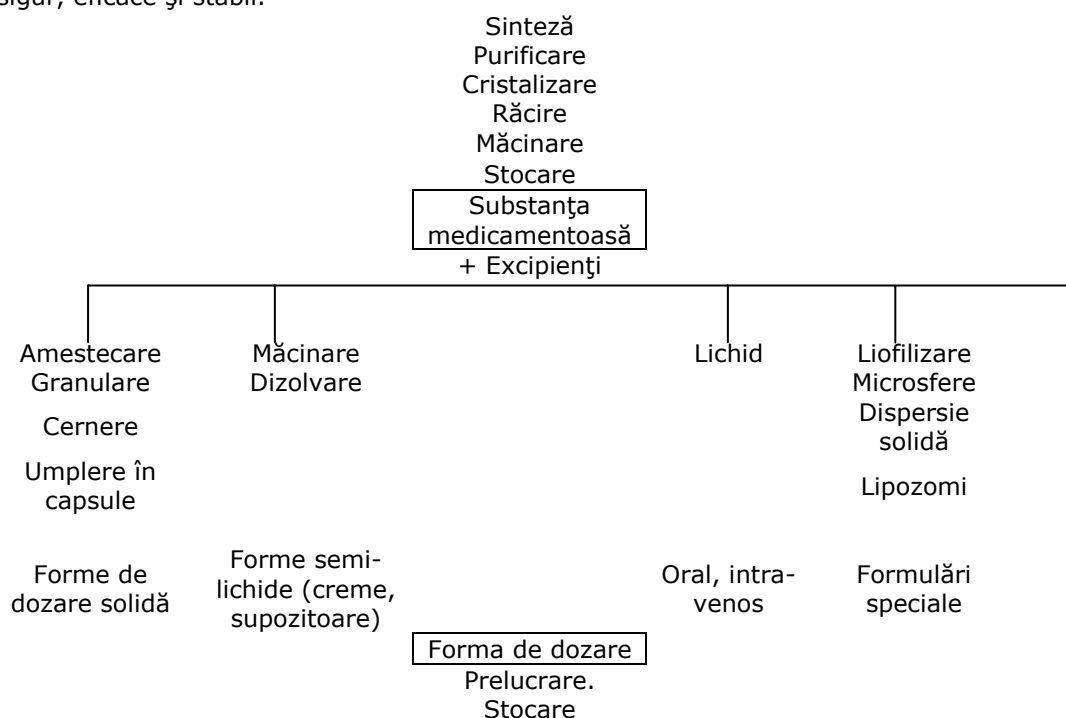 sigur, eficace şi stabil.
Sinteză
Purificare
Cristalizare
Răcire
Măcinare
Stocare
Substanţa
medicamentoasă
+ Excipienţi
Amestecare
Granulare
Cernere
Umplere în
capsule
Forme de
dozare solidă
Măcinare
Dizolvare
Forme semi-
lichide (creme,
supozitoare)
Lichid
Oral, intra-
venos
Liofilizare
Microsfere
Dispersie
solidă
Lipozomi
Formulări
speciale
Forma de dozare
Prelucrare.
Stocare